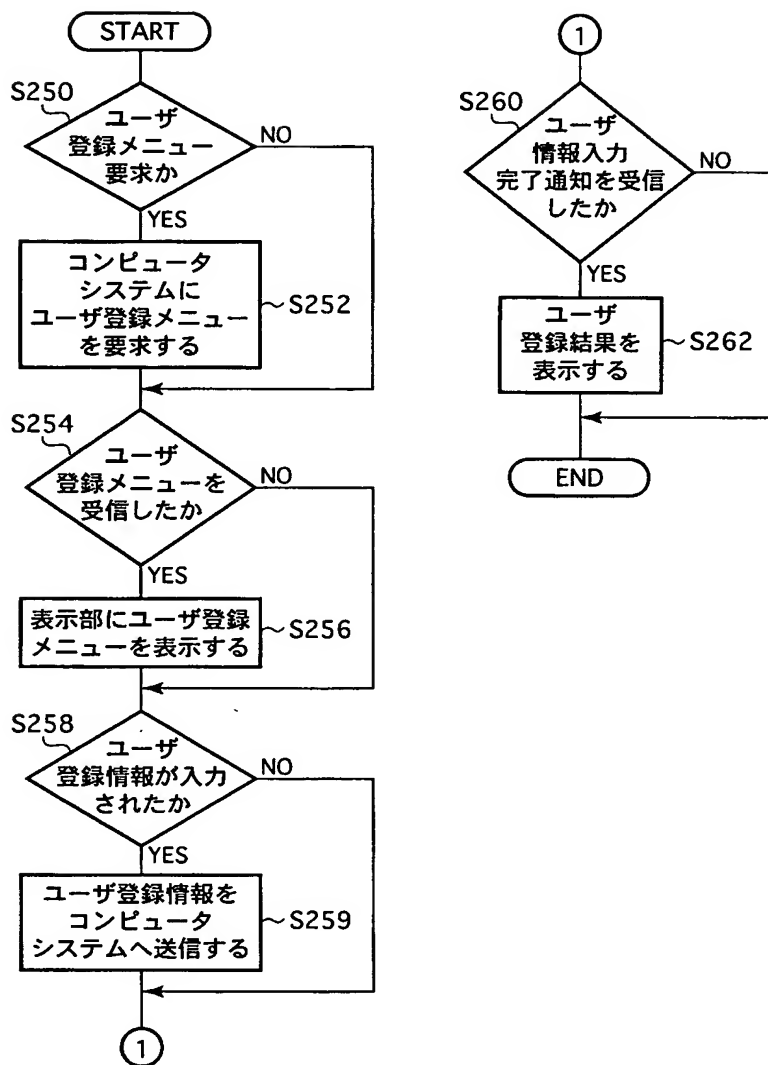 START
S250
ユーザ
登録メニュー
要求か
NO
YES
コンピュータ
システムに
ユーザ登録メニュー
を要求する
S252
S254
ユーザ
登録メニューを
受信したか
NO
YES
表示部にユーザ登録
メニューを表示する
S256
S258
ユーザ
登録情報が入力
されたか
NO
YES
ユーザ登録情報を
コンピュータ
システムへ送信する
S259
1
1
S260
ユーザ
情報入力
完了通知を受信
したか
NO
YES
ユーザ
登録結果を
表示する
S262
END